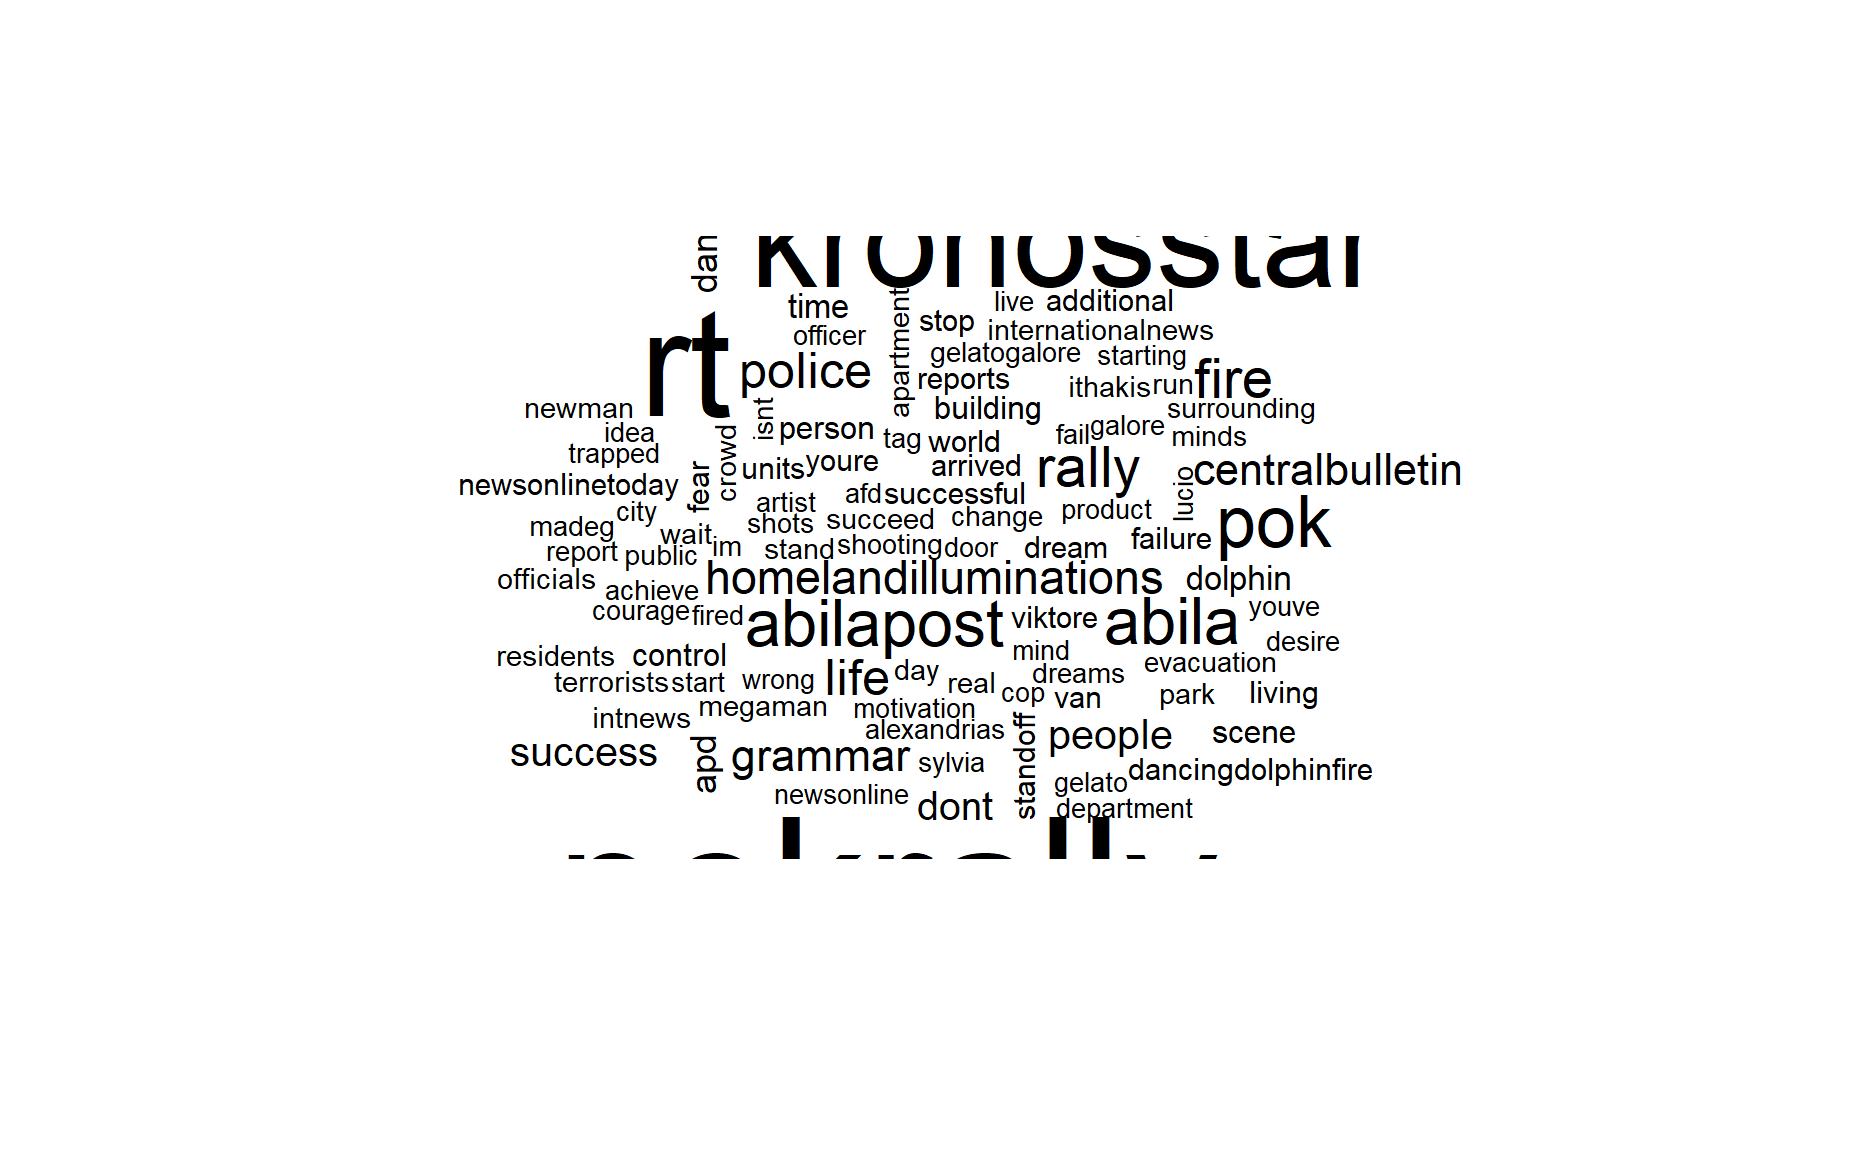 kronosstar
dan
time
live additional
officer
apartment
stop
internationalnews
rt
police
gelatogalore
starting
reports
ithakis
run
fire
newman
isnt
building
surrounding
idea
crowd
person
tag
world
fail
galore
minds
trapped
fear
units
youre
arrived
rally
lucio
centralbulletin
newsonlinetoday
artist
afd
successful
city
shots
succeed
change
product
pok
madeg
wait
im
report
public
stand
shooting
door
dream
failure
officials
achieve
homelandilluminations
dolphin
courage
fired
abilapost
viktore
abila
youve
residents
control
mind
desire
terrorists
start
wrong
life
day
real
dreams
evacuation
cop
van
park
living
intnews
megaman
motivation
alexandrias
standoff
people
scene
success
apd
grammar
sylvia
gelato
dancingdolphinfire
newsonline
dont
department
pokrally